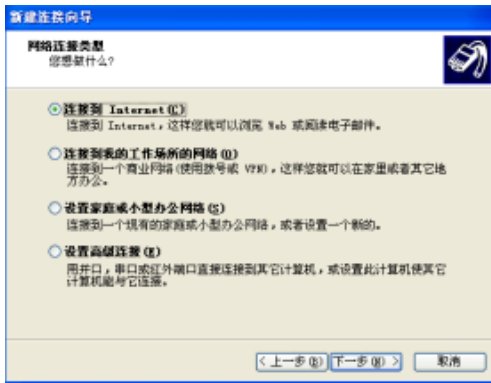 新建连接向导
网络连接类型
您想做什么?
连接到 Internet(C)
连接到 Internet，这样您就可以浏览 Web 或阅读电子邮件。
连接到我的工作场所的网络(O)
连接到一个商业网络(使用拨号或 VPN)，这样您就可以在家里或者其它地
方办公。
设置家庭或小型办公网络(S)
连接到一个现有的家庭或小型办公网络，或者设置一个新的。
设置高级连接(E)
用并口，串口或红外端口直接连接到其它计算机，或设置此计算机使其它
计算机能与它连接。
<上一步(B) 下一步(N)> 取消